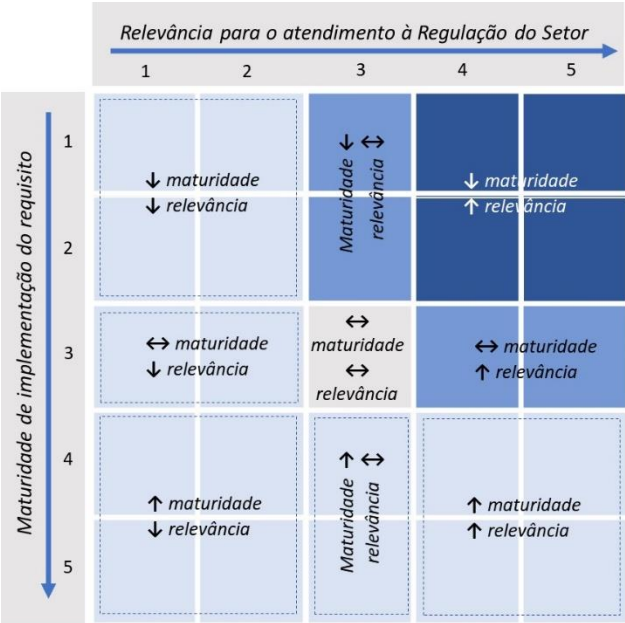 Relevância para o atendimento à Regulação do Setor
1 2 3 4 5
Maturidade de implementação do requisito
1
2
3
4
5
↓ maturidade
↓ relevância
Maturidade ↓
relevância ↔
↓ maturidade
↑ relevância
↔ maturidade
↓ relevância
↔
maturidade
↔
relevância
↔ maturidade
↑ relevância
↑ maturidade
↓ relevância
Maturidade ↑
relevância ↔
↑ maturidade
↑ relevância